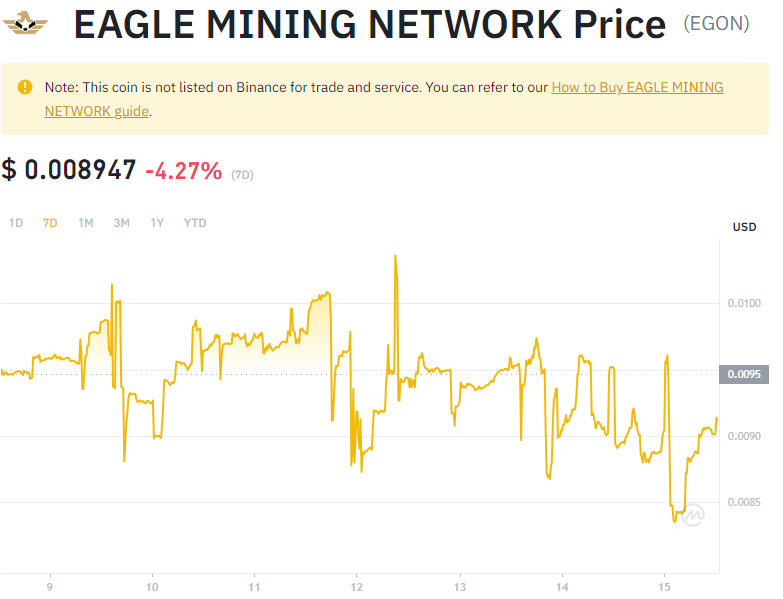 EAGLE MINING NETWORK Price (EGON)
Note: This coin is not listed on Binance for trade and service. You can refer to our How to Buy EAGLE MINING
NETWORK guide.
$ 0.008947 -4.27% (7D)
1D 7D 1M 3M 1Y YTD
USD
0.0100
0.0095
0.0090
0.0085
9 10 11 12 13 14 15